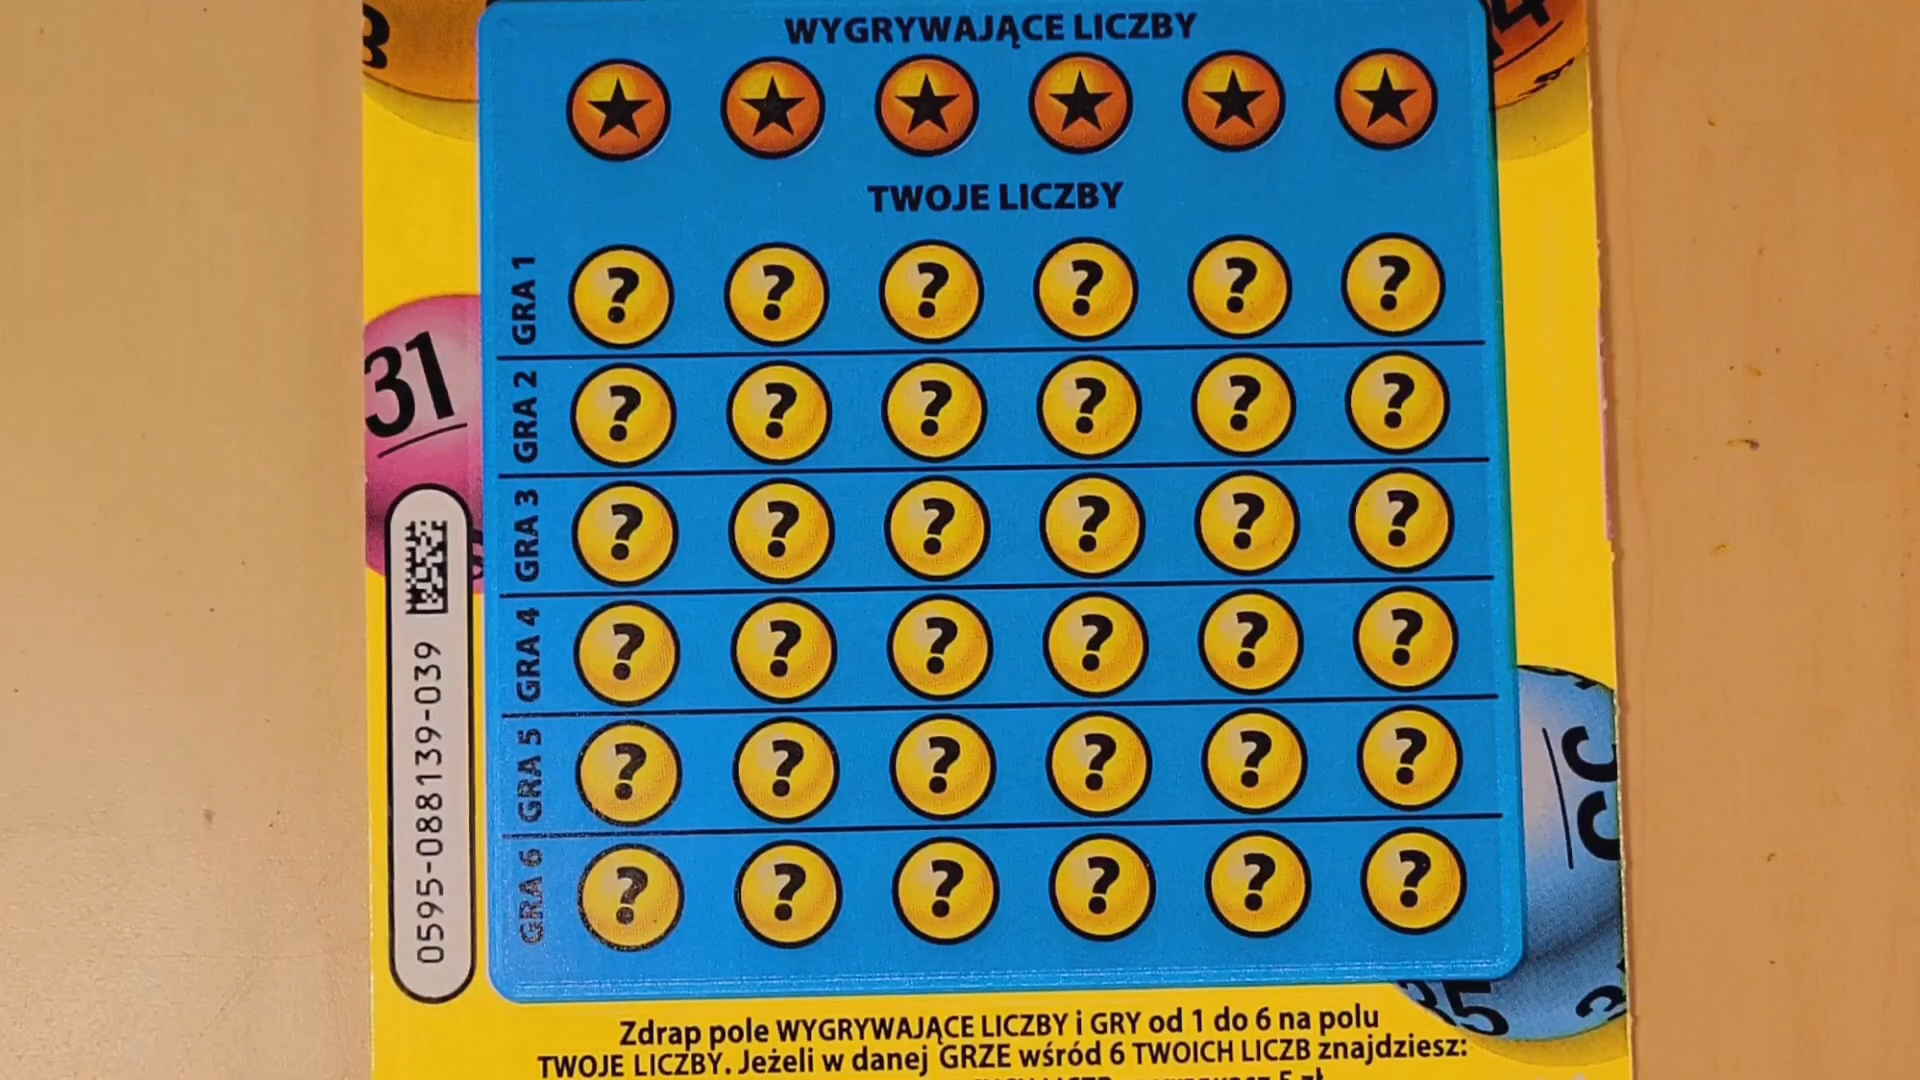 WYGRYWAJĄCE LICZBY
TWOJE LICZBY
GRA 1 ? ? ? ? ? ?
GRA 2 ? ? ? ? ? ?
GRA 3 ? ? ? ? ? ?
GRA 4 ? ? ? ? ? ?
GRA 5 ? ? ? ? ? ?
GRA 6 ? ? ? ? ? ?
31
0595-088139-039
Zdrap pole WYGRYWAJĄCE LICZBY i GRY od 1 do 6 na polu
TWOJE LICZBY. Jeżeli w danej GRZE wśród 6 TWOICH LICZB znajdziesz: